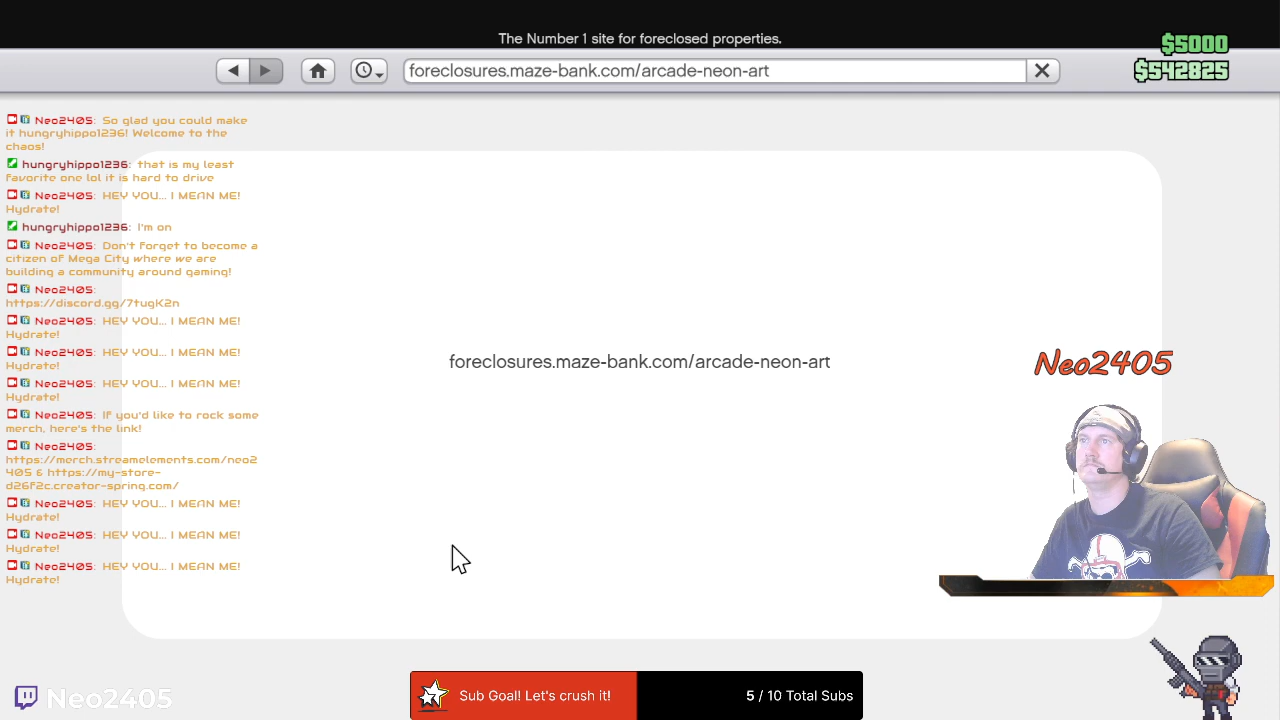 The Number 1 site for foreclosed properties.
$5000
foreclosures.maze-bank.com/arcade-neon-art
$542825
Neo2405: So glad you could make
it hungryhippo1236! Welcome to the
chaos!
hungryhippo1236: that is my least
favorite one lol it is hard to drive
Neo2405: HEY YOU... I MEAN ME!
Hydrate!
hungryhippo1236: I'm on
Neo2405: Don't forget to become a
citizen of Mega City where we are
building a community around gaming!
Neo2405:
https://discord.gg/7tugK2n
Neo2405: HEY YOU... I MEAN ME!
Hydrate!
Neo2405: HEY YOU... I MEAN ME!
Hydrate!
Neo2405: HEY YOU... I MEAN ME!
Hydrate!
Neo2405: If you'd like to rock some
merch, here's the link!
Neo2405:
https://merch.streamelements.com/neo2
405 & https://my-store-
d26f2c.creator-spring.com/
Neo2405: HEY YOU... I MEAN ME!
Hydrate!
Neo2405: HEY YOU... I MEAN ME!
Hydrate!
Neo2405: HEY YOU... I MEAN ME!
Hydrate!
foreclosures.maze-bank.com/arcade-neon-art
Neo2405
Neo2405
Sub Goal! Let's crush it!
5 / 10 Total Subs